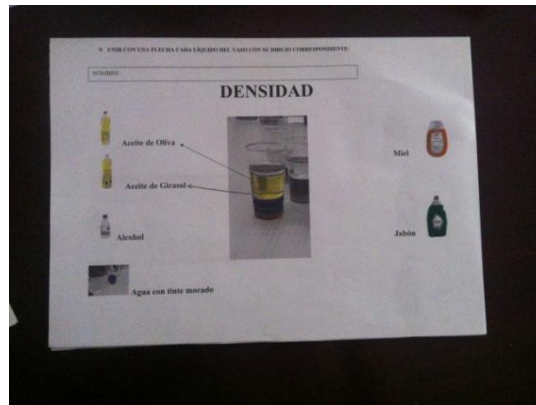 UNIR CON UNA FLECHA CADA LÍQUIDO DEL VASO CON SU DIBUJO CORRESPONDIENTE:
NOMBRE:
DENSIDAD
Aceite de Oliva
Miel
Aceite de Girasol
Alcohol
Jabón
Agua con tinte morado